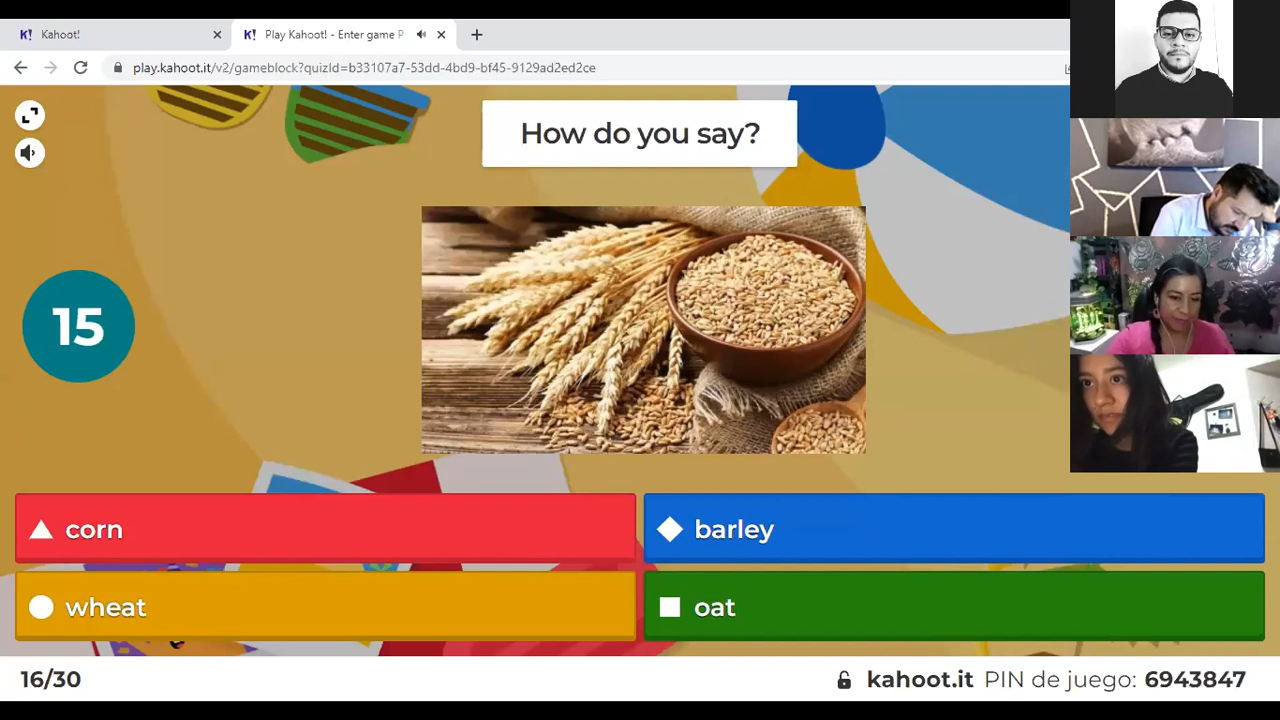 K! Kahoot!
K! Play Kahoot! - Enter game P
play.kahoot.it/v2/gameblock?quizId=b33107a7-53dd-4bd9-bf45-9129ad2ed2ce
How do you say?
15
corn
barley
wheat
oat
16/30
kahoot.it PIN de juego: 6943847